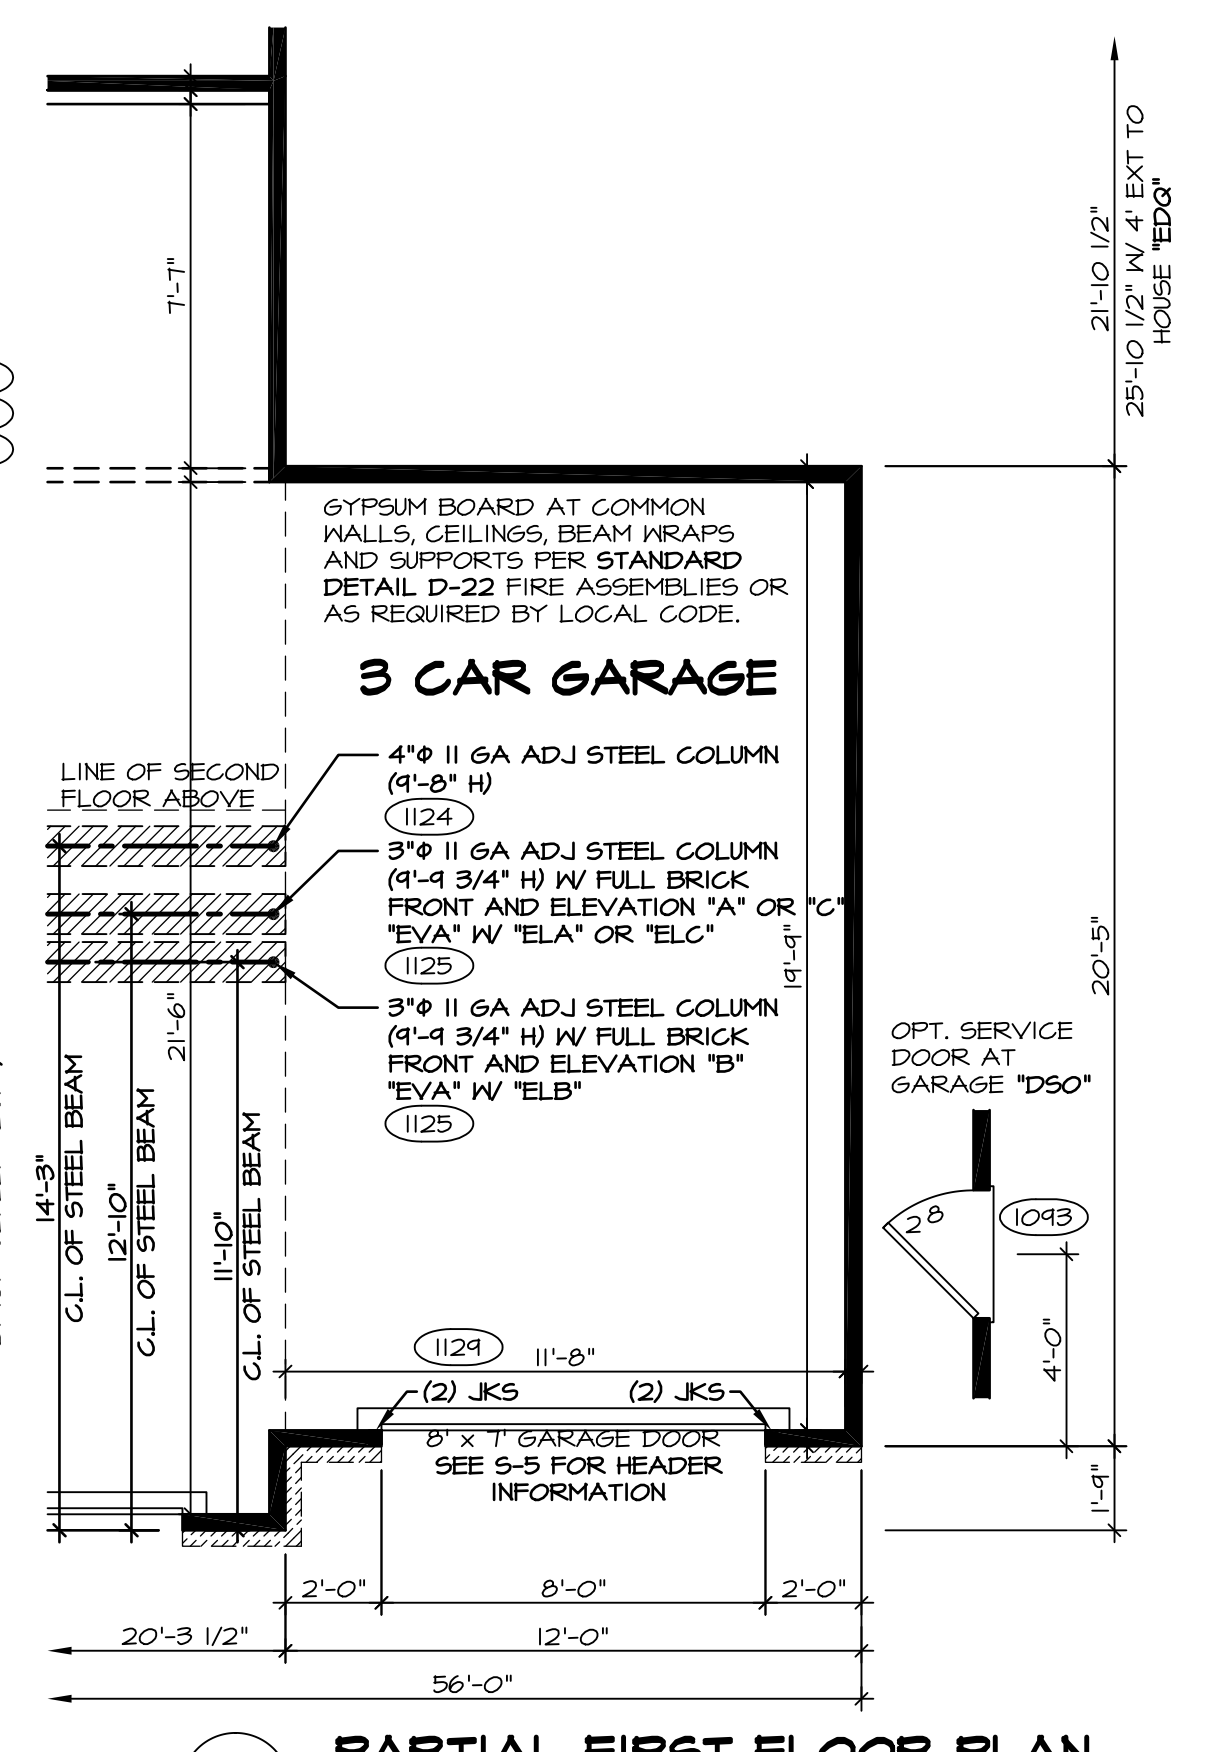 7'-7"
21'-10 1/2"
25'-10 1/2" W/ 4' EXT TO
HOUSE "EDQ"
GYPSUM BOARD AT COMMON
WALLS, CEILINGS, BEAM WRAPS
AND SUPPORTS PER STANDARD
DETAIL D-22 FIRE ASSEMBLIES OR
AS REQUIRED BY LOCAL CODE.
3 CAR GARAGE
LINE OF SECOND
FLOOR ABOVE
4"Φ 11 GA ADJ STEEL COLUMN
(9'-8" H)
1124
3"Φ 11 GA ADJ STEEL COLUMN
(9'-9 3/4" H) W/ FULL BRICK
FRONT AND ELEVATION "A" OR "C"
"EVA" W/ "ELA" OR "ELC"
1125
3"Φ 11 GA ADJ STEEL COLUMN
(9'-9 3/4" H) W/ FULL BRICK
FRONT AND ELEVATION "B"
"EVA" W/ "ELB"
1125
19'-9"
20'-5"
21'-6"
14'-3"
C.L. OF STEEL BEAM
12'-10"
C.L. OF STEEL BEAM
11'-10"
C.L. OF STEEL BEAM
OPT. SERVICE
DOOR AT
GARAGE "DSO"
28
1093
4'-0"
1129
11'-8"
(2) JKS
(2) JKS
8' x 7' GARAGE DOOR
SEE S-5 FOR HEADER
INFORMATION
1'-9"
2'-0"
8'-0"
2'-0"
20'-3 1/2"
12'-0"
56'-0"
PARTIAL FIRST FLOOR PLAN